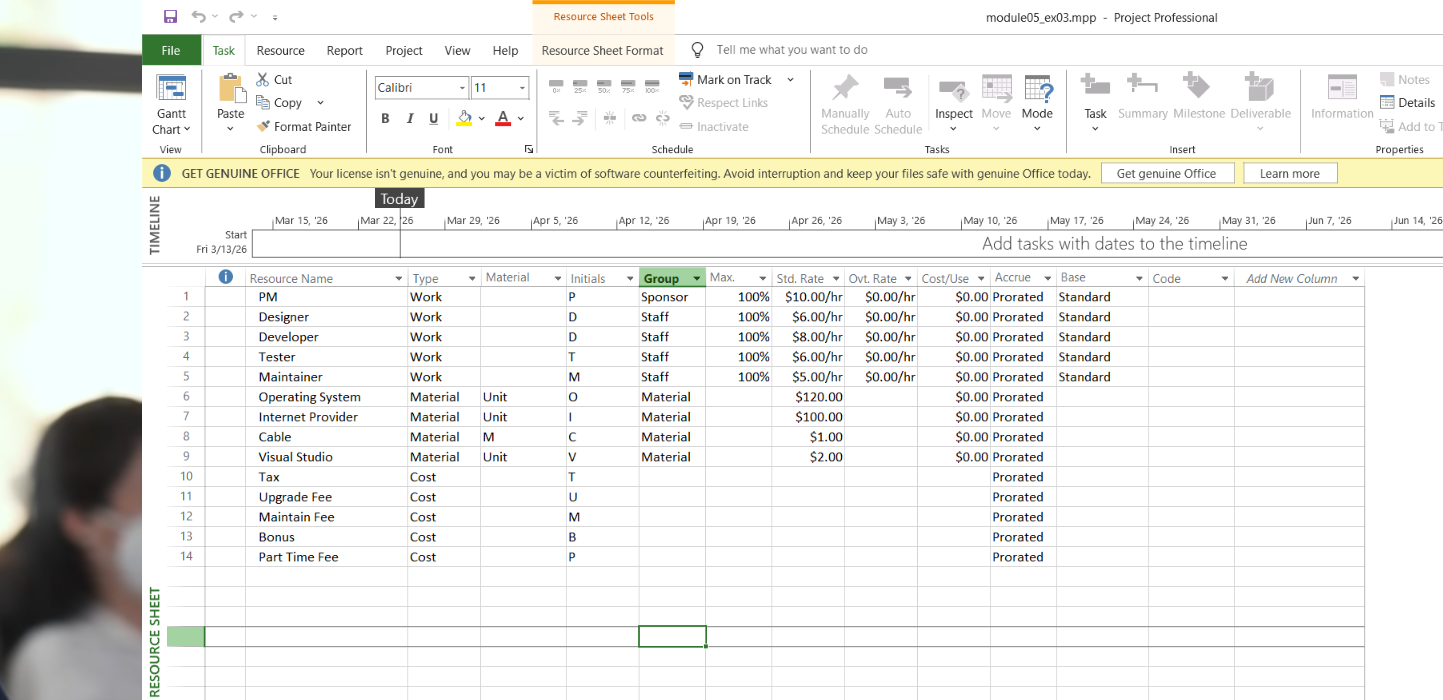 Resource Sheet Tools
module05_ex03.mpp - Project Professional
File Task Resource Report Project View Help Resource Sheet Format Tell me what you want to do
Gantt Chart
View
Paste
Cut
Copy
Format Painter
Clipboard
Calibri 11
B I U A
Font
0× 25× 50× 75× 100×
Mark on Track
Respect Links
Inactivate
Schedule
Manually Schedule
Auto Schedule
Inspect
Move
Mode
Tasks
Task
Summary
Milestone
Deliverable
Insert
Information
Notes
Details
Add to T
Properties
GET GENUINE OFFICE Your license isn't genuine, and you may be a victim of software counterfeiting. Avoid interruption and keep your files safe with genuine Office today. Get genuine Office Learn more
TIMELINE
Today
Mar 15, '26 Mar 22, '26 Mar 29, '26 Apr 5, '26 Apr 12, '26 Apr 19, '26 Apr 26, '26 May 3, '26 May 10, '26 May 17, '26 May 24, '26 May 31, '26 Jun 7, '26 Jun 14, '26
Start
Fri 3/13/26
Add tasks with dates to the timeline
Resource Name Type Material Initials Group Max. Std. Rate Ovt. Rate Cost/Use Accrue Base Code Add New Column
1 PM Work P Sponsor 100% $10.00/hr $0.00/hr $0.00 Prorated Standard
2 Designer Work D Staff 100% $6.00/hr $0.00/hr $0.00 Prorated Standard
3 Developer Work D Staff 100% $8.00/hr $0.00/hr $0.00 Prorated Standard
4 Tester Work T Staff 100% $6.00/hr $0.00/hr $0.00 Prorated Standard
5 Maintainer Work M Staff 100% $5.00/hr $0.00/hr $0.00 Prorated Standard
6 Operating System Material Unit O Material $120.00 $0.00 Prorated
7 Internet Provider Material Unit I Material $100.00 $0.00 Prorated
8 Cable Material M C Material $1.00 $0.00 Prorated
9 Visual Studio Material Unit V Material $2.00 $0.00 Prorated
10 Tax Cost T Prorated
11 Upgrade Fee Cost U Prorated
12 Maintain Fee Cost M Prorated
13 Bonus Cost B Prorated
14 Part Time Fee Cost P Prorated
RESOURCE SHEET